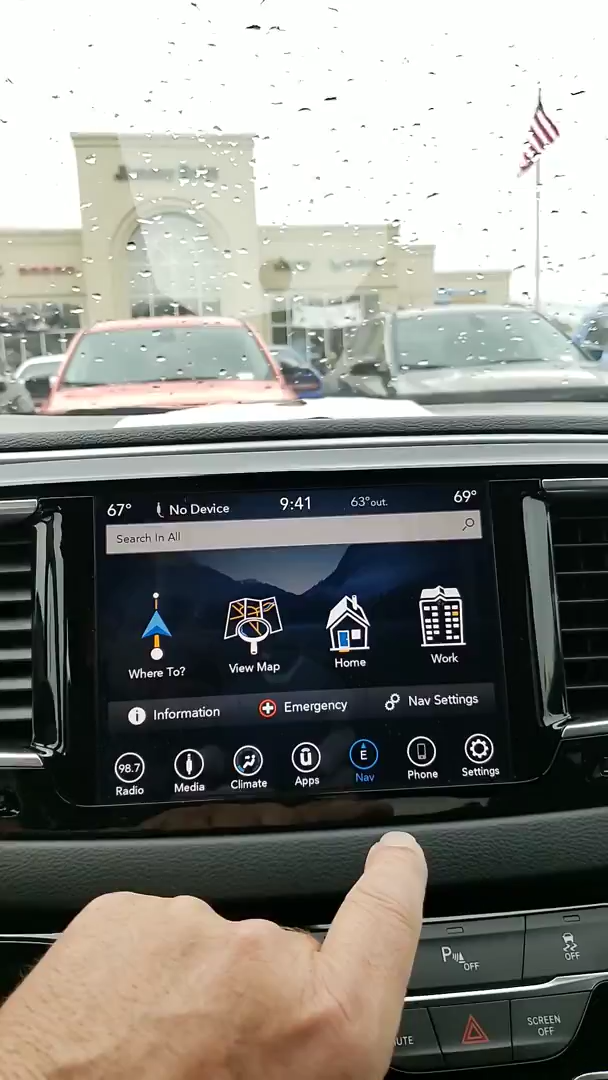 67° No Device 9:41 63°out. 69°
Search In All
Where To? View Map Home Work
Information Emergency Nav Settings
98.7 E
Radio Media Climate Apps Nav Phone Settings
P OFF OFF
SCREEN
OFF